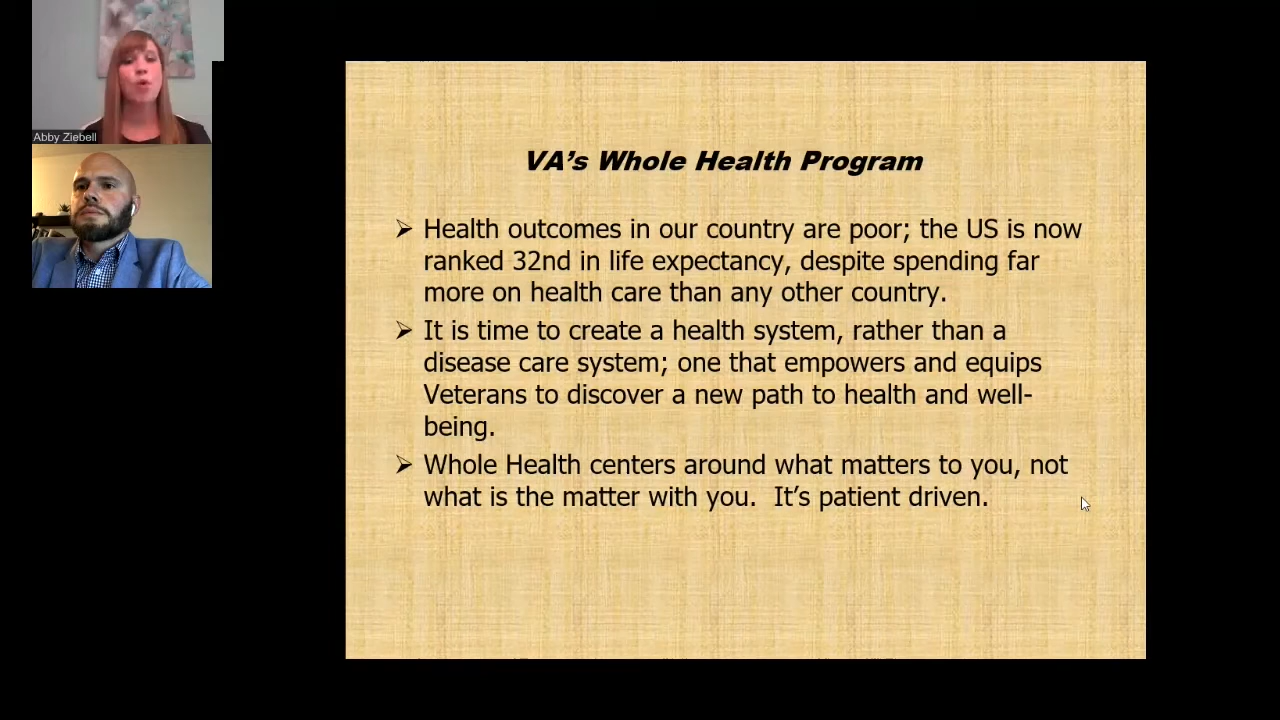 Abby Ziebell
VA's Whole Health Program
➢ Health outcomes in our country are poor; the US is now
ranked 32nd in life expectancy, despite spending far
more on health care than any other country.
➢ It is time to create a health system, rather than a
disease care system; one that empowers and equips
Veterans to discover a new path to health and well-
being.
➢ Whole Health centers around what matters to you, not
what is the matter with you.  It's patient driven.